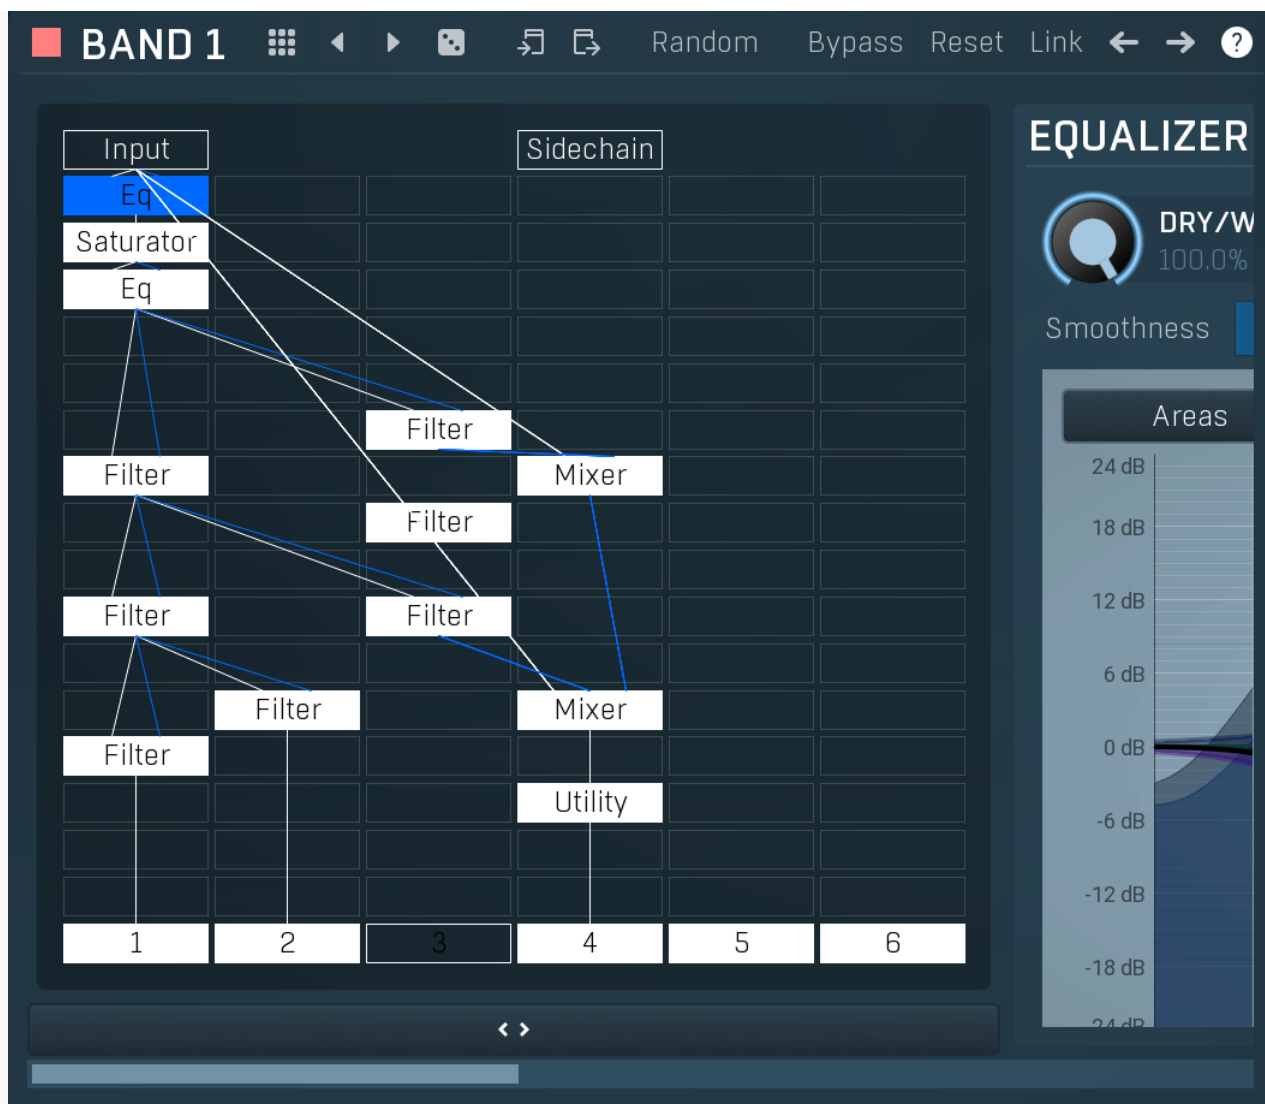 BAND 1 Random Bypass Reset Link ?
Input Sidechain
EQUALIZER
Eq
DRY/W
Saturator
100.0%
Eq
Smoothness
Areas
Filter
24 dB
Filter Mixer
Filter
18 dB
12 dB
Filter Filter
6 dB
Filter Mixer
0 dB
Filter
Utility
-6 dB
-12 dB
1 2 3 4 5 6
-18 dB